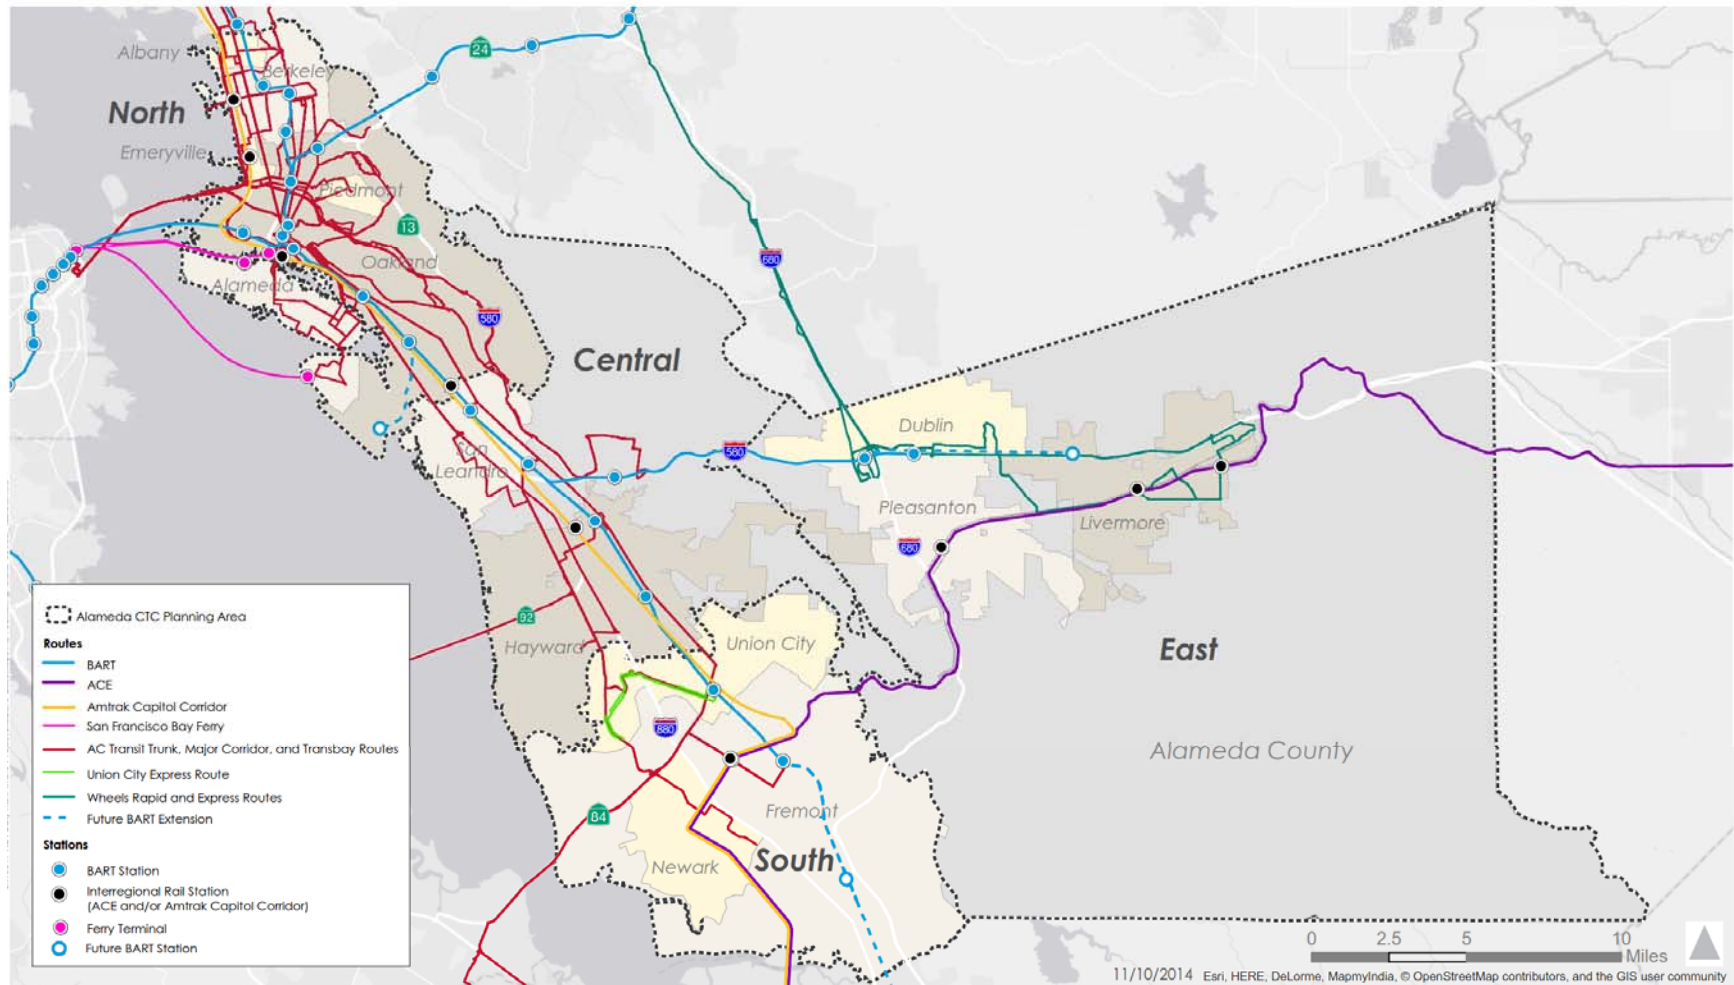 24
Albany
Berkeley
North
Emeryville
Piedmont
13
Oakland
680
Alameda
580
Central
Dublin
San
Leandro
580
Pleasanton
Livermore
680
92
Hayward
Union City
East
880
Alameda County
84
Fremont
Newark
South
Alameda CTC Planning Area
Routes
BART
ACE
Amtrak Capitol Corridor
San Francisco Bay Ferry
AC Transit Trunk, Major Corridor, and Transbay Routes
Union City Express Route
Wheels Rapid and Express Routes
Future BART Extension
Stations
BART Station
Interregional Rail Station
(ACE and/or Amtrak Capitol Corridor)
Ferry Terminal
Future BART Station
0 2.5 5 10
Miles
11/10/2014 Esri, HERE, DeLorme, MapmyIndia, © OpenStreetMap contributors, and the GIS user community